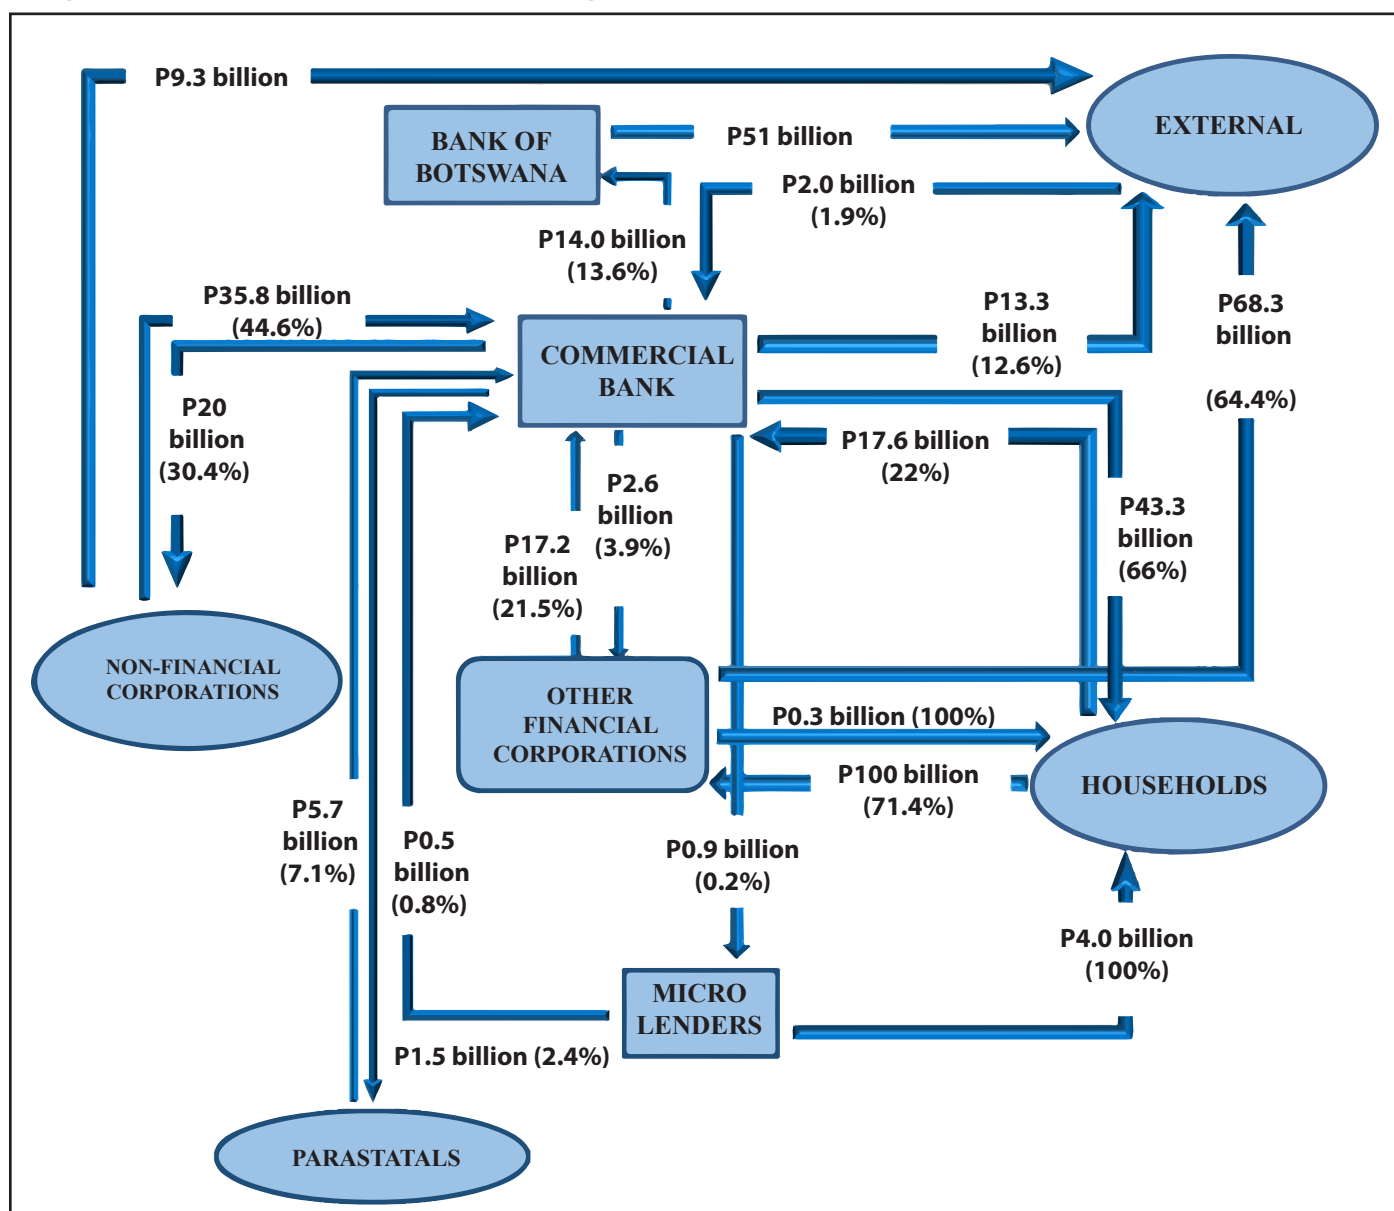 P9.3 billion
EXTERNAL
BANK OF
BOTSWANA
P51 billion
P2.0 billion
(1.9%)
P14.0 billion
(13.6%)
P35.8 billion
(44.6%)
P13.3
billion
(12.6%)
P68.3
billion
(64.4%)
COMMERCIAL
BANK
P20
billion
(30.4%)
P17.6 billion
(22%)
P2.6
billion
(3.9%)
P43.3
billion
(66%)
P17.2
billion
(21.5%)
NON-FINANCIAL
CORPORATIONS
OTHER
FINANCIAL
CORPORATIONS
P0.3 billion (100%)
P100 billion
(71.4%)
HOUSEHOLDS
P5.7
billion
(7.1%)
P0.5
billion
(0.8%)
P0.9 billion
(0.2%)
P4.0 billion
(100%)
MICRO
LENDERS
P1.5 billion (2.4%)
PARASTATALS